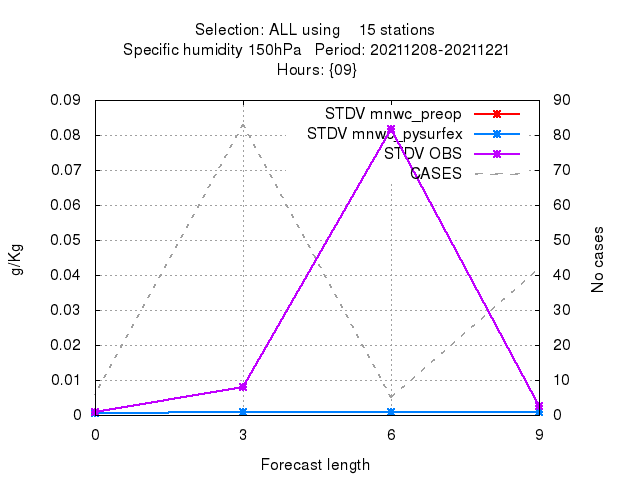 Selection: ALL using 15 stations
Specific humidity 150hPa Period: 20211208-20211221
Hours: {09}
0.09 90
STDV mnwc_preop
0.08 80
STDV mnwc_pysurfex
STDV OBS
0.07 70
CASES
0.06 60
0.05 50
0.04 40
0.03 30
0.02 20
0.01 10
0 0
0 3 6 9
g/Kg
No cases
Forecast length